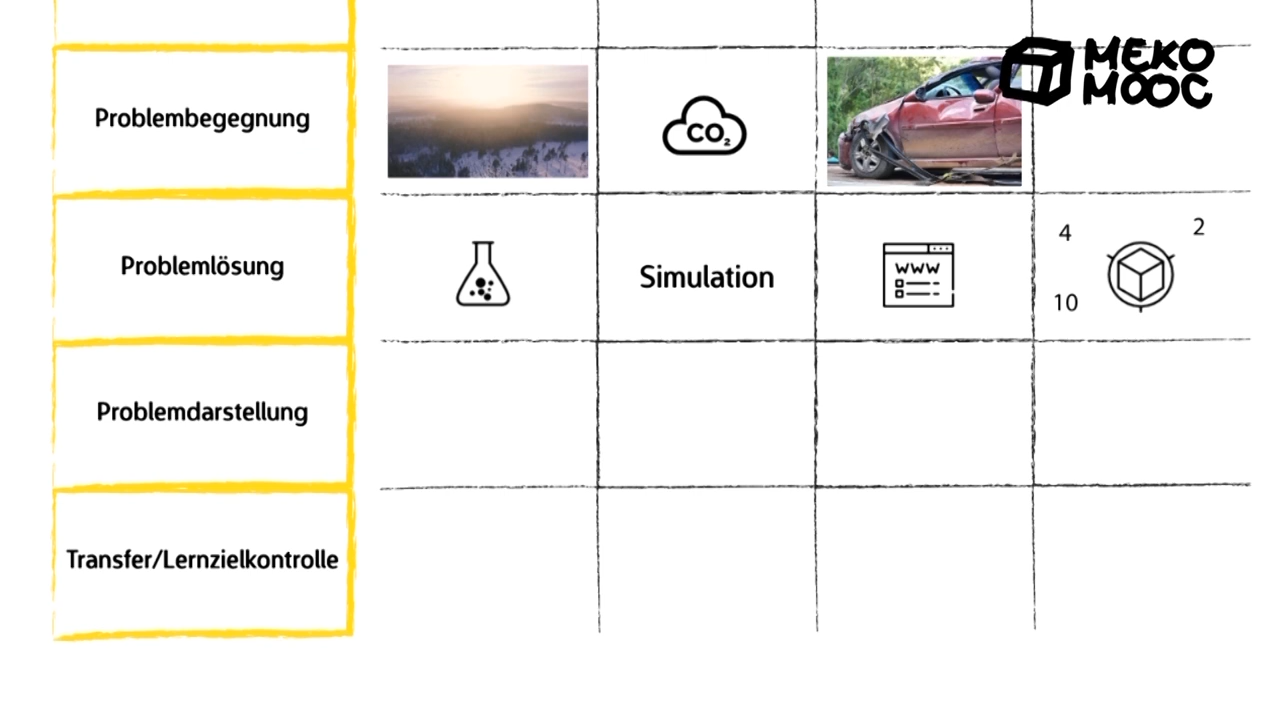 MEKO
MOOC
Problembegegnung
CO₂
Problemlösung
Simulation
www
4
2
10
Problemdarstellung
Transfer/Lernzielkontrolle